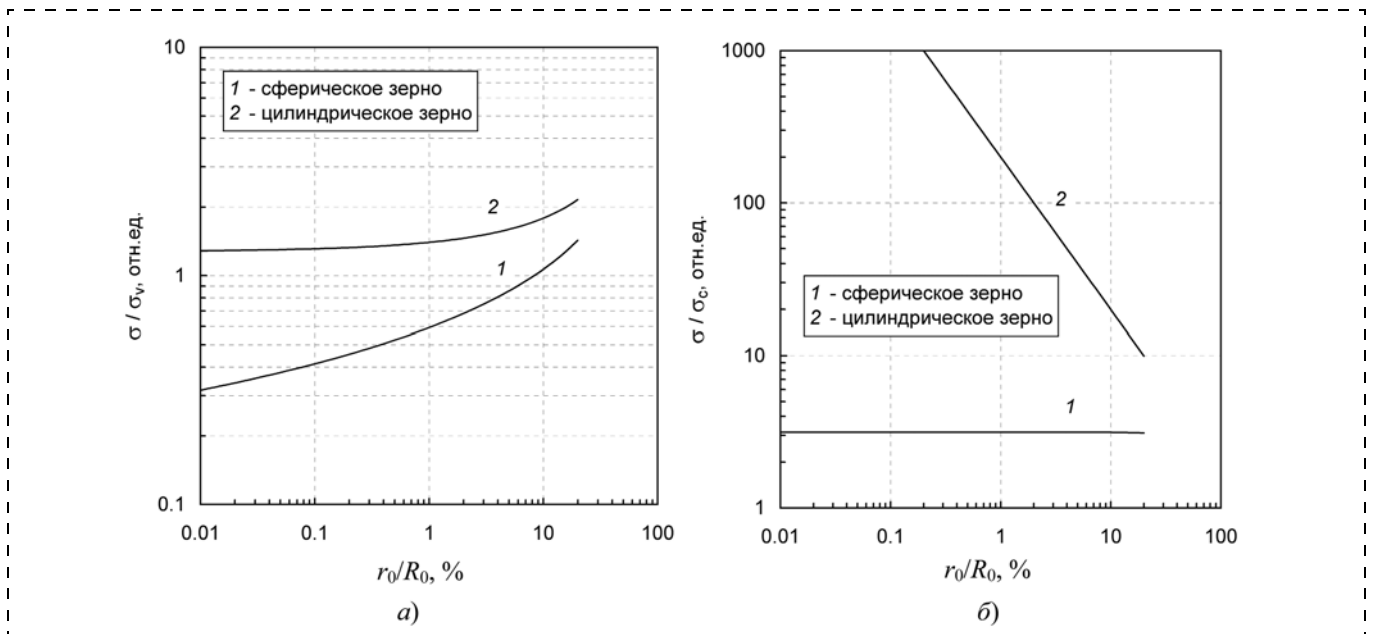 10
1 - сферическое зерно
2 - цилиндрическое зерно
2
1
1
0.1
σ / σv, отн.ед.
0.01 0.1 1 10 100
r0/R0, %
а)
1000
100
2
σ / σc, отн.ед.
1 - сферическое зерно
2 - цилиндрическое зерно
10
1
1
0.01 0.1 1 10 100
r0/R0, %
б)